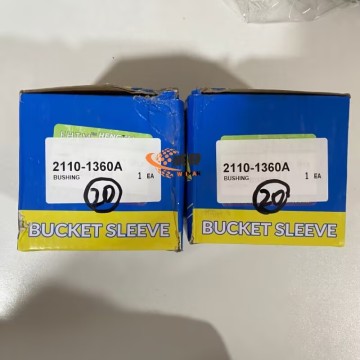 2110-1360A
BUSHING
1 EA
20
BUCKET SLEEVE
2110-1360A
BUSHING
1 EA
20
BUCKET SLEEVE